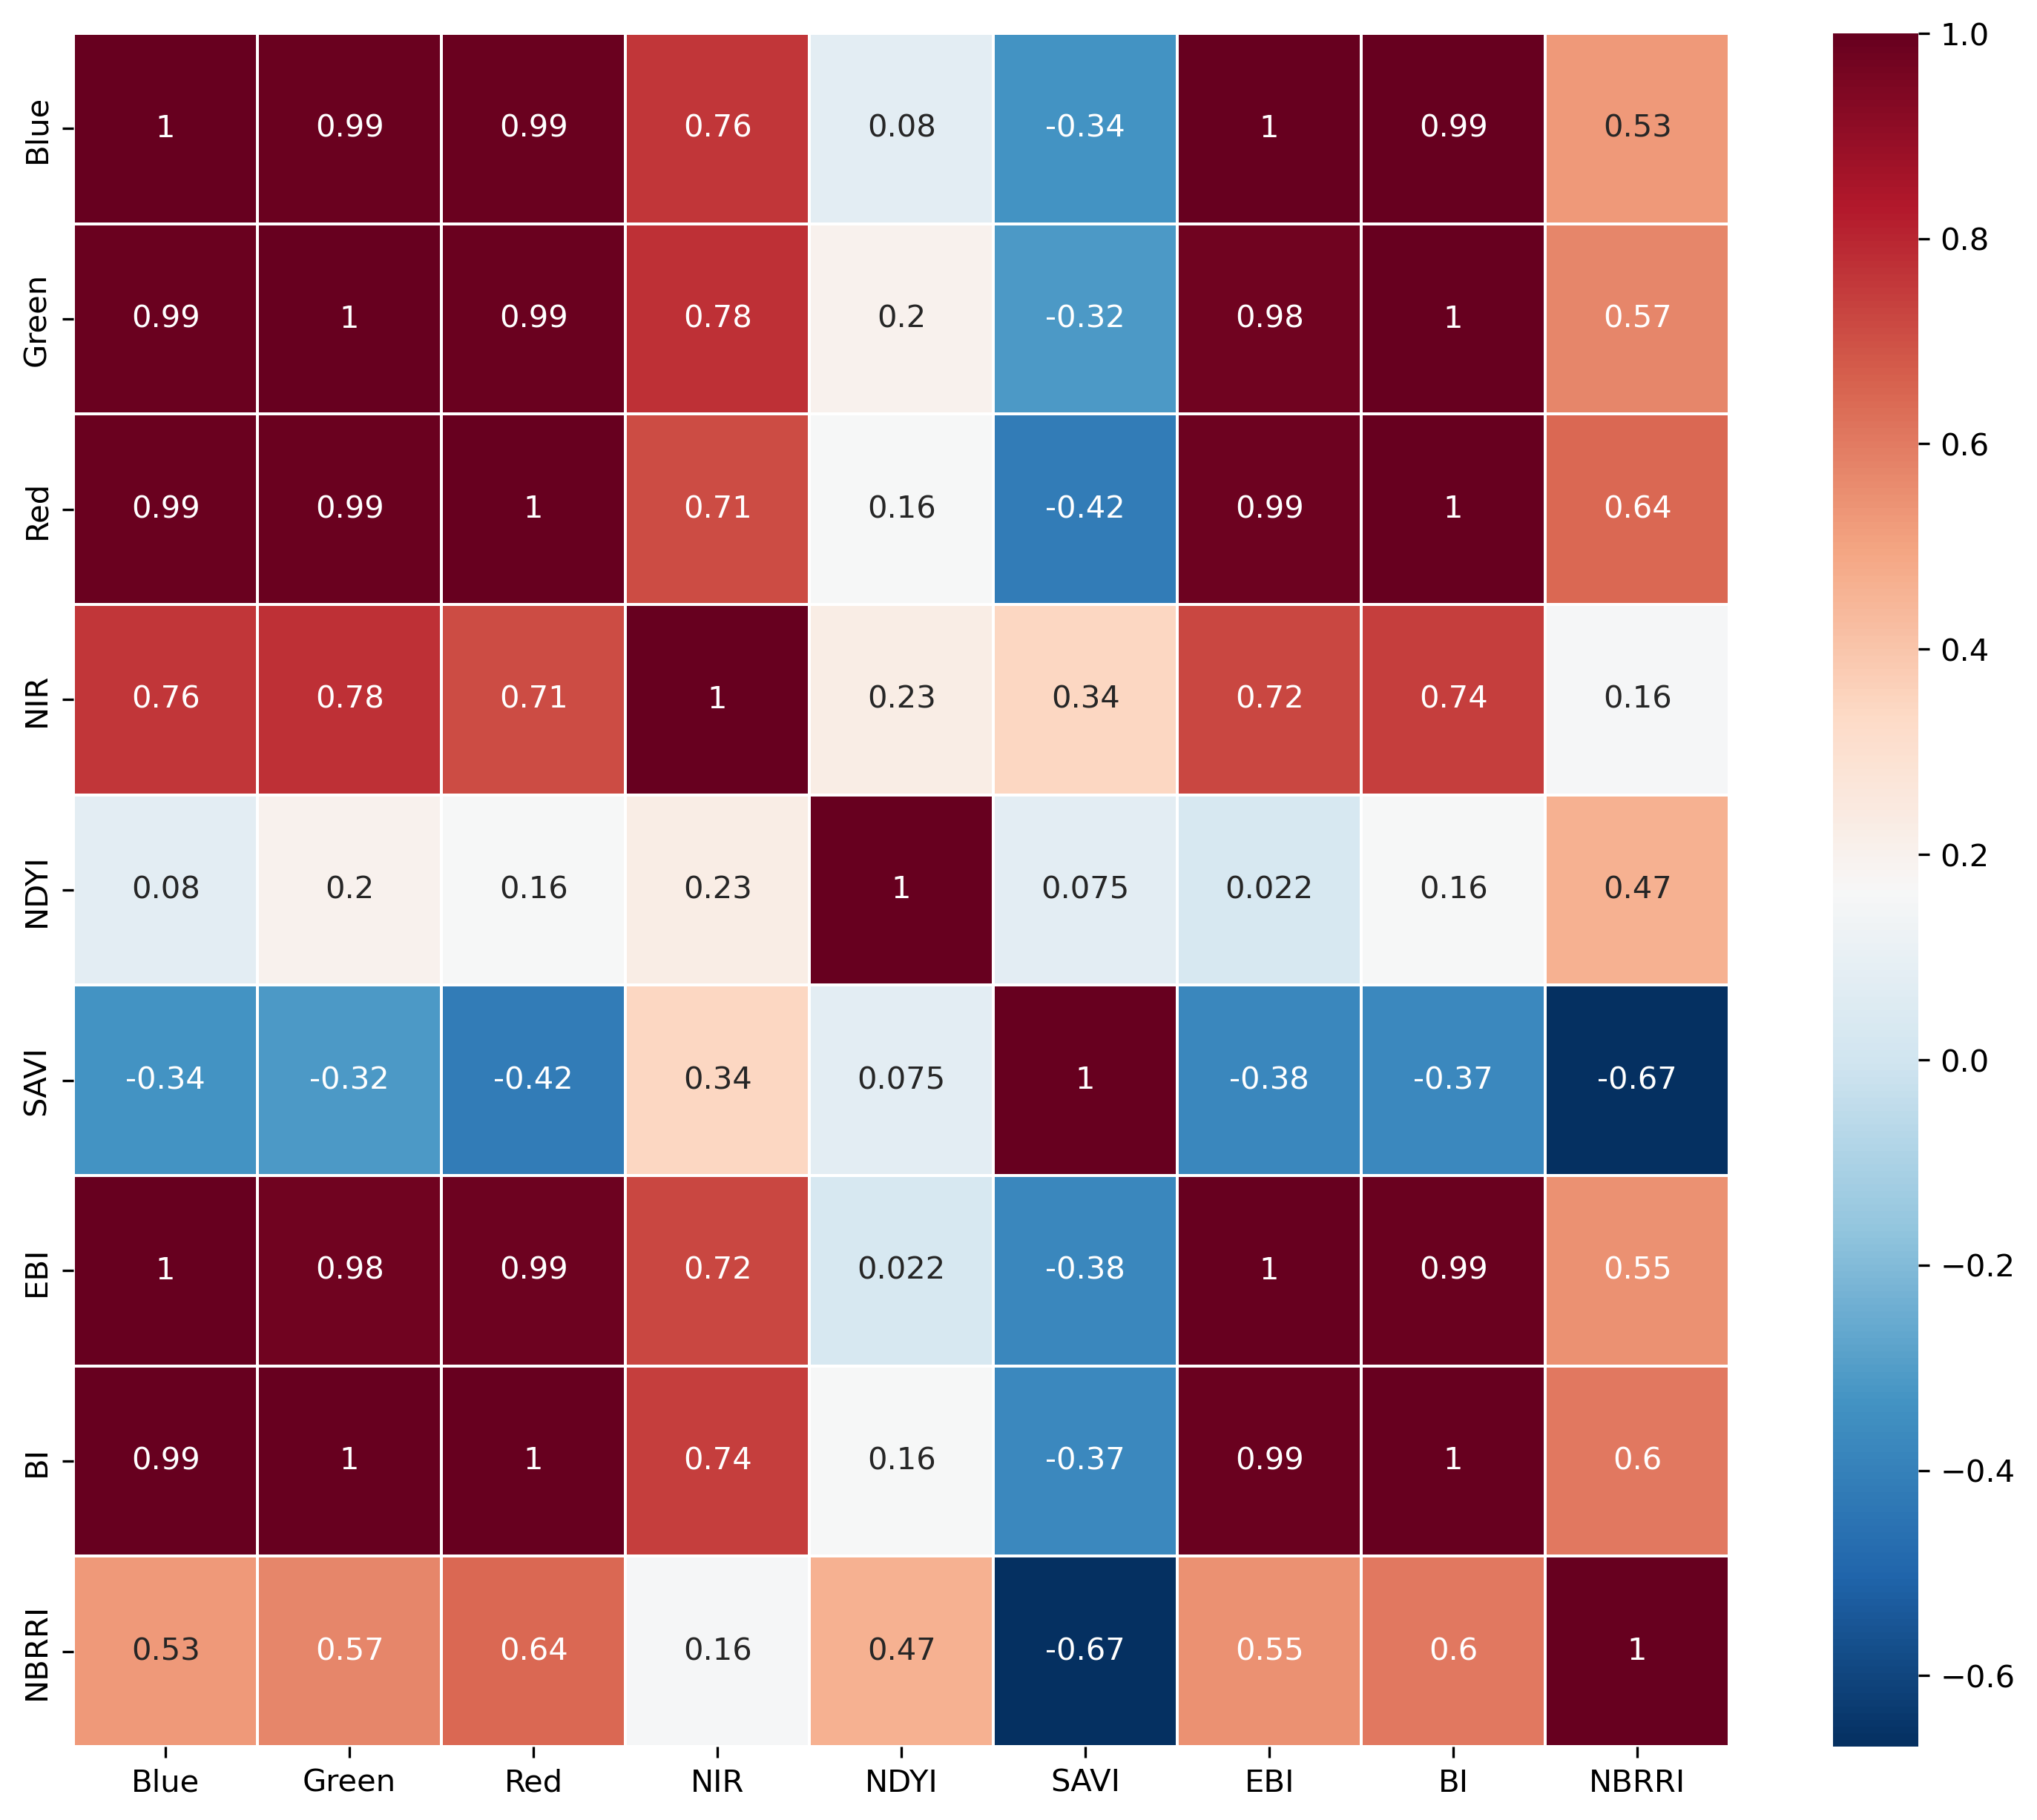 Blue 1 0.99 0.99 0.76 0.08 -0.34 1 0.99 0.53
Green 0.99 1 0.99 0.78 0.2 -0.32 0.98 1 0.57
Red 0.99 0.99 1 0.71 0.16 -0.42 0.99 1 0.64
NIR 0.76 0.78 0.71 1 0.23 0.34 0.72 0.74 0.16
NDYI 0.08 0.2 0.16 0.23 1 0.075 0.022 0.16 0.47
SAVI -0.34 -0.32 -0.42 0.34 0.075 1 -0.38 -0.37 -0.67
EBI 1 0.98 0.99 0.72 0.022 -0.38 1 0.99 0.55
BI 0.99 1 1 0.74 0.16 -0.37 0.99 1 0.6
NBRRI 0.53 0.57 0.64 0.16 0.47 -0.67 0.55 0.6 1
Blue Green Red NIR NDYI SAVI EBI BI NBRRI
1.0
0.8
0.6
0.4
0.2
0.0
−0.2
−0.4
−0.6